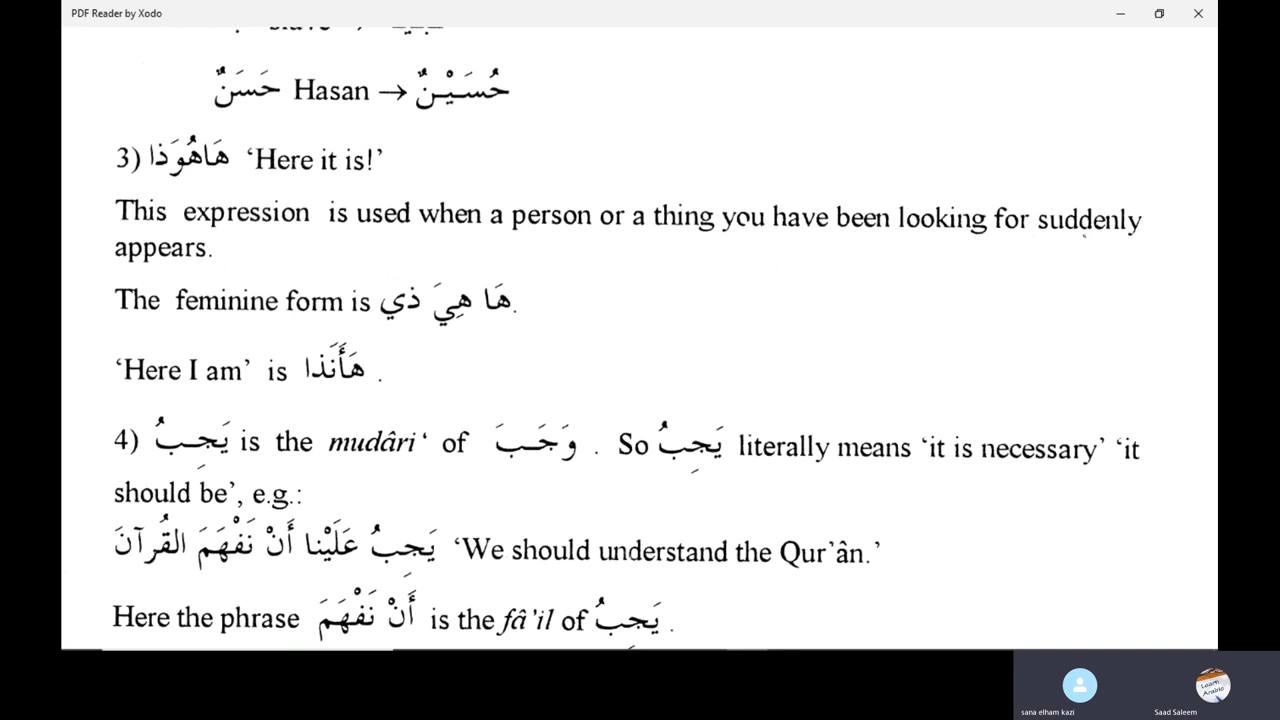 PDF Reader by Xodo
حَسَنٌ Hasan → حُسَيْنٌ
3) هَاهُوَذا ‘Here it is!’
This expression is used when a person or a thing you have been looking for suddenly
appears.
The feminine form is هَا هِيَ ذي.
‘Here I am’ is هَأَنَذا .
4) يَجِبُ is the mudâri‘ of وَجَبَ . So يَجِبُ literally means ‘it is necessary’ ‘it
should be’, e.g.:
يَجِبُ عَلَيْنا أَنْ نَفْهَمَ القُرآنَ ‘We should understand the Qur’ân.’
Here the phrase أَنْ نَفْهَمَ is the fâ’il of يَجِبُ .
sana elham kazi
Learn Arabic
Saad Saleem